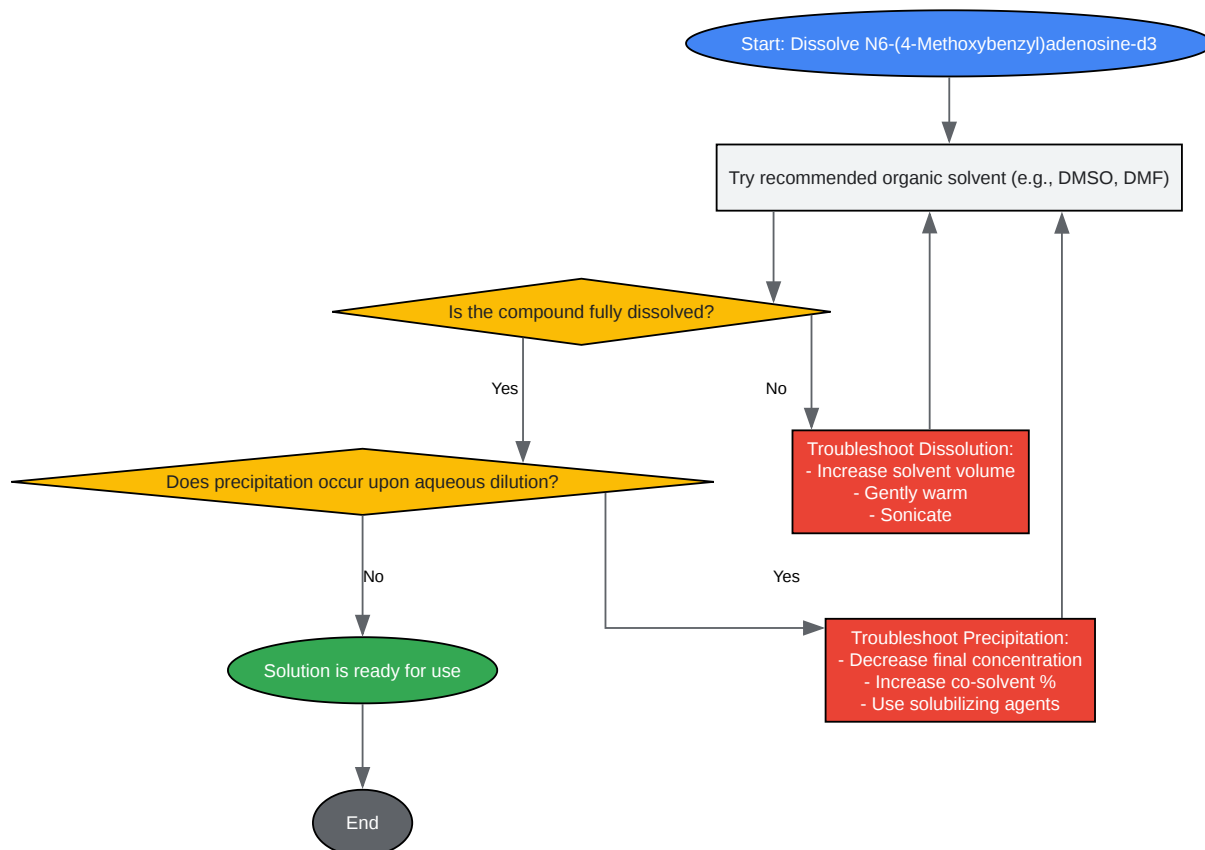 Start: Dissolve N6-(4-Methoxybenzyl)adenosine-d3
Try recommended organic solvent (e.g., DMSO, DMF)
Is the compound fully dissolved?
Yes
No
Troubleshoot Dissolution:
- Increase solvent volume
- Gently warm
- Sonicate
Does precipitation occur upon aqueous dilution?
No
Yes
Troubleshoot Precipitation:
- Decrease final concentration
- Increase co-solvent %
- Use solubilizing agents
Solution is ready for use
End